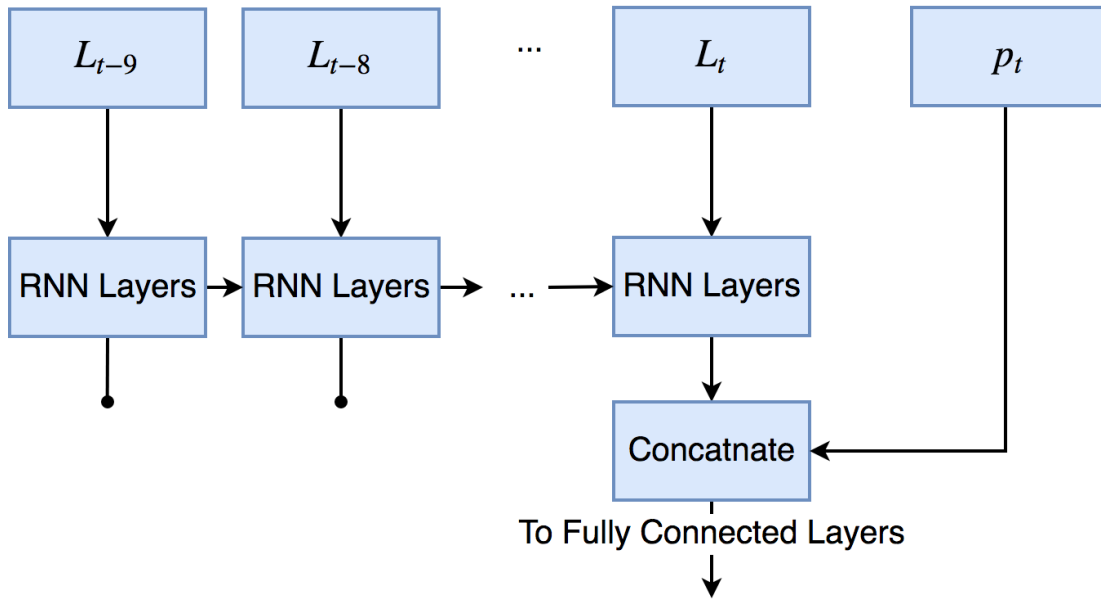 L_{t−9} L_{t−8} ... L_t p_t
RNN Layers RNN Layers ... RNN Layers
Concatnate
To Fully Connected Layers